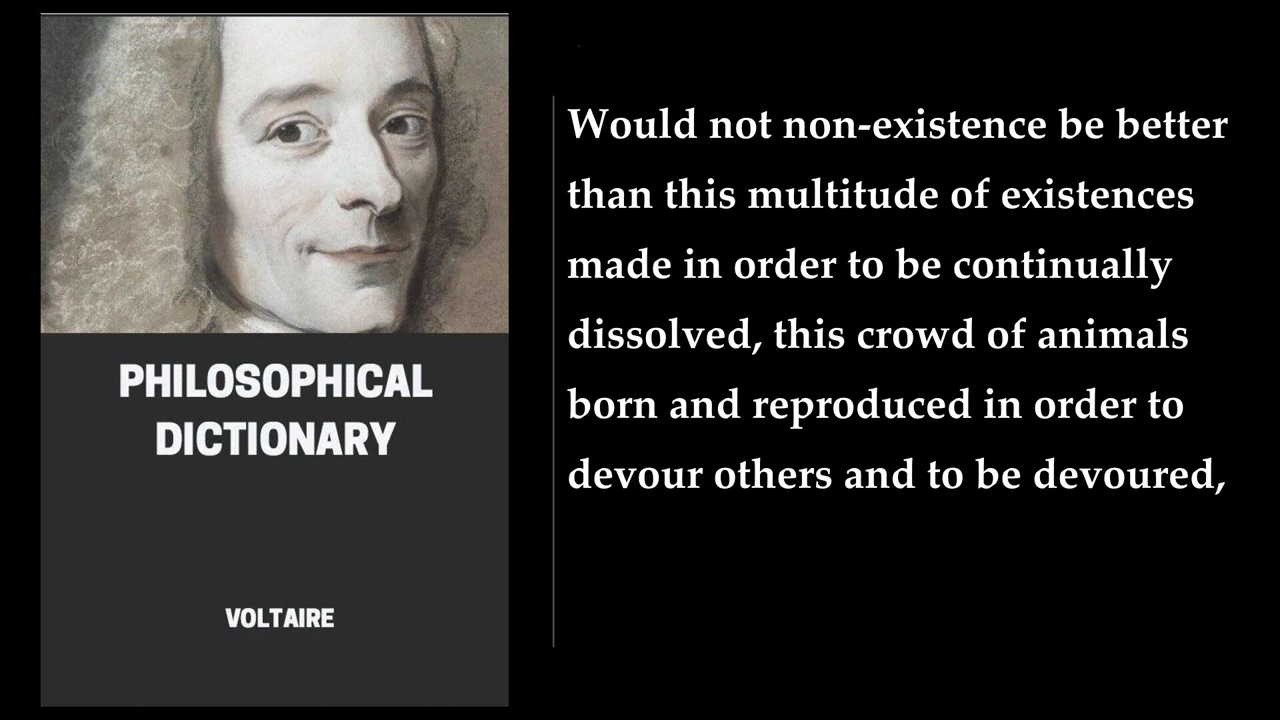 PHILOSOPHICAL
DICTIONARY
VOLTAIRE
Would not non-existence be better
than this multitude of existences
made in order to be continually
dissolved, this crowd of animals
born and reproduced in order to
devour others and to be devoured,